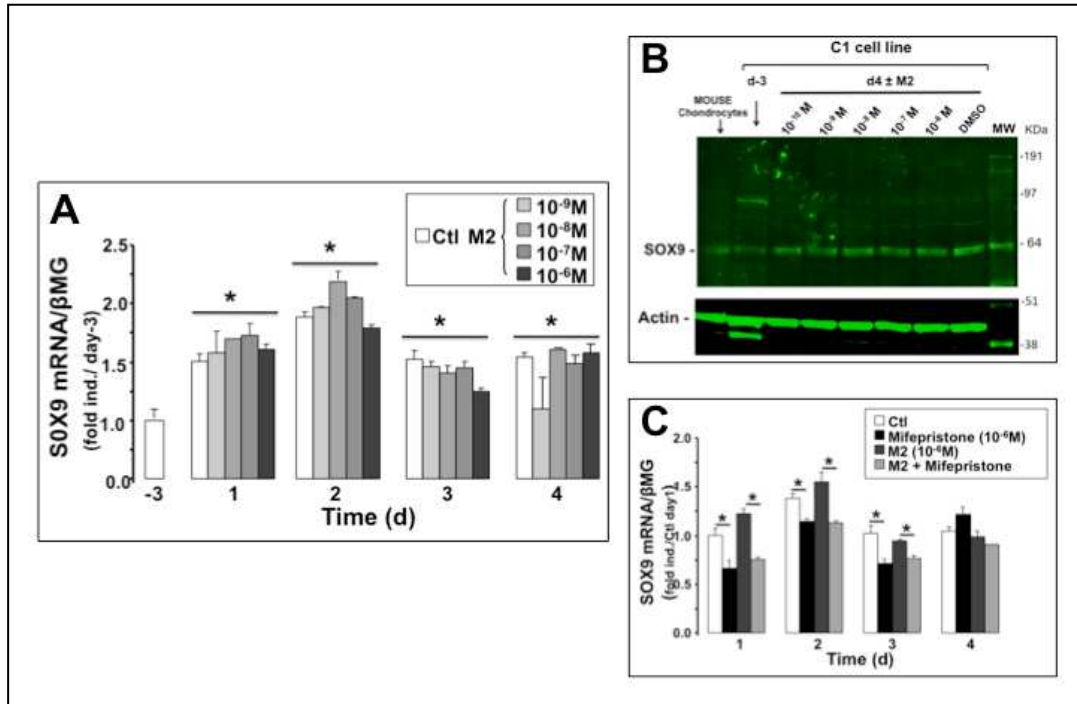 A
Ctl M2
10⁻⁹M
10⁻⁸M
10⁻⁷M
10⁻⁶M
S0X9 mRNA/βMG
(fold ind./ day-3)
2.5
2.0
1.5
1.0
0.0
*
*
*
*
-3 1 2 3 4
Time (d)
B
C1 cell line
d-3
d4 ± M2
MOUSE
Chondrocytes
10⁻¹⁰ M 10⁻⁹ M 10⁻⁸ M 10⁻⁷ M 10⁻⁶ M DMSO MW KDa
-191
-97
SOX9 - - 64
-51
Actin -
-38
C
Ctl
Mifepristone (10⁻⁶M)
M2 (10⁻⁶M)
M2 + Mifepristone
SOX9 mRNA/βMG
(fold ind./Ctl day1)
2.0
1.5
1.0
0.5
0.0
* * * * * *
1 2 3 4
Time (d)